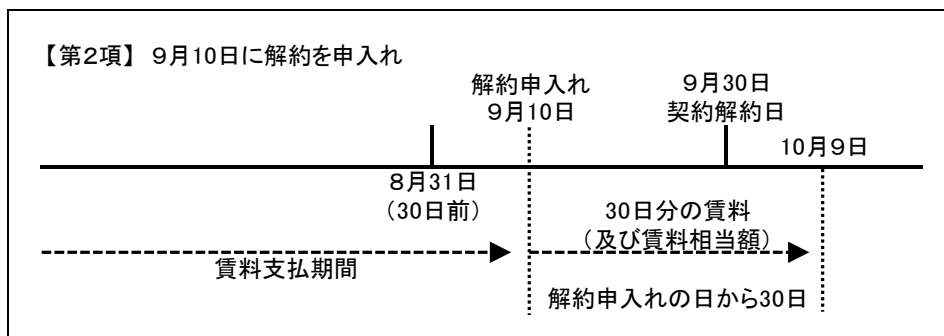 【第2項】 ９月10日に解約を申入れ
解約申入れ
９月10日
９月30日
契約解約日
10月９日
８月31日
（30日前）
30日分の賃料
（及び賃料相当額）
賃料支払期間
解約申入れの日から30日